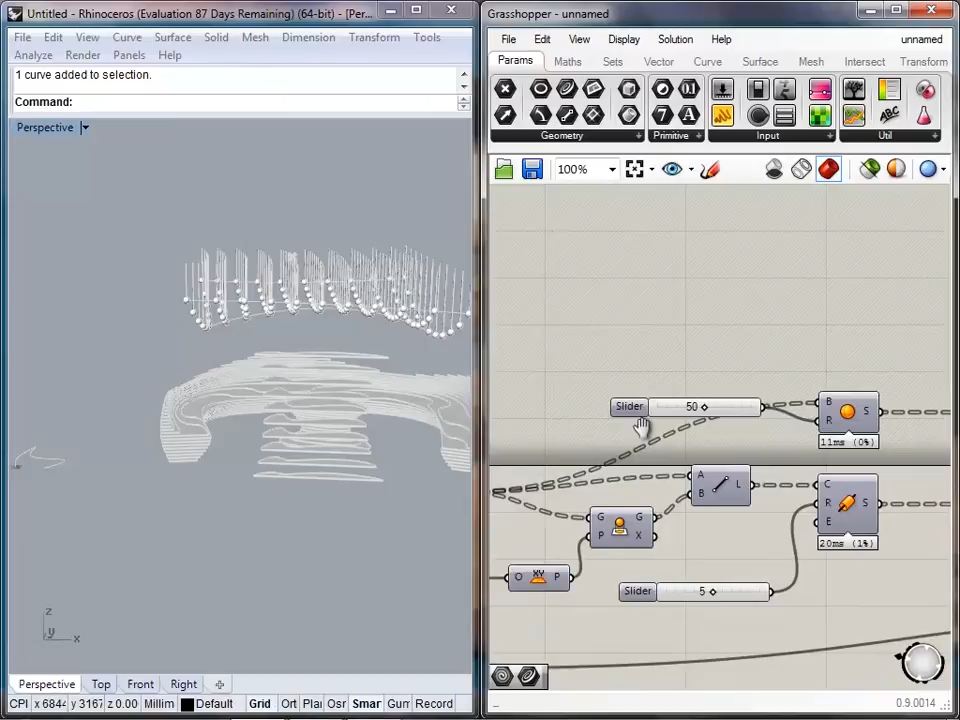 Untitled - Rhinoceros (Evaluation 87 Days Remaining) (64-bit) - [Per...
File Edit View Curve Surface Solid Mesh Dimension Transform Tools
Analyze Render Panels Help
1 curve added to selection.
Command:
Perspective
z
y x
Perspective Top Front Right
CPl x 6844 y 3167 z 0.00 Millim Default Grid Ort Plai Osr Smar Gum Record
Grasshopper - unnamed
File Edit View Display Solution Help unnamed
Params Maths Sets Vector Curve Surface Mesh Intersect Transform
Geometry Primitive Input Util
100%
Slider 50
B R S
11ms (0%)
A B L
C R E S
20ms (1%)
G P G X
O XY P
Slider 5
0.9.0014